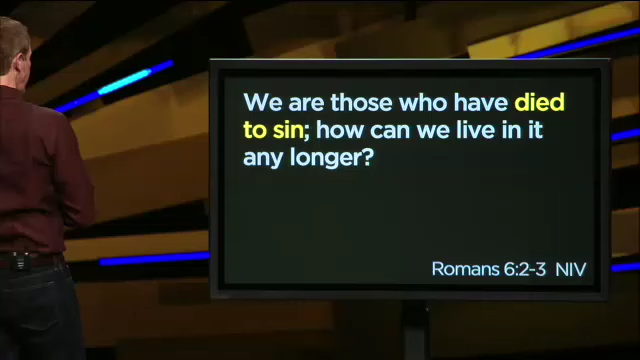 We are those who have died
to sin; how can we live in it
any longer?
Romans 6:2-3 NIV